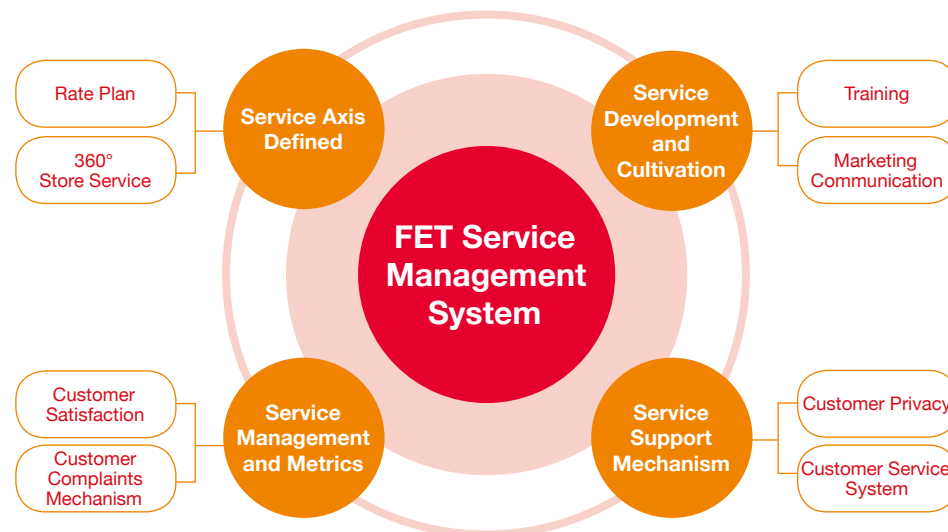 Rate Plan
360°
Store Service
Service Axis
Defined
Service
Development
and
Cultivation
Training
Marketing
Communication
FET Service
Management
System
Customer
Satisfaction
Customer
Complaints
Mechanism
Service
Management
and Metrics
Service
Support
Mechanism
Customer Privacy
Customer Service
System